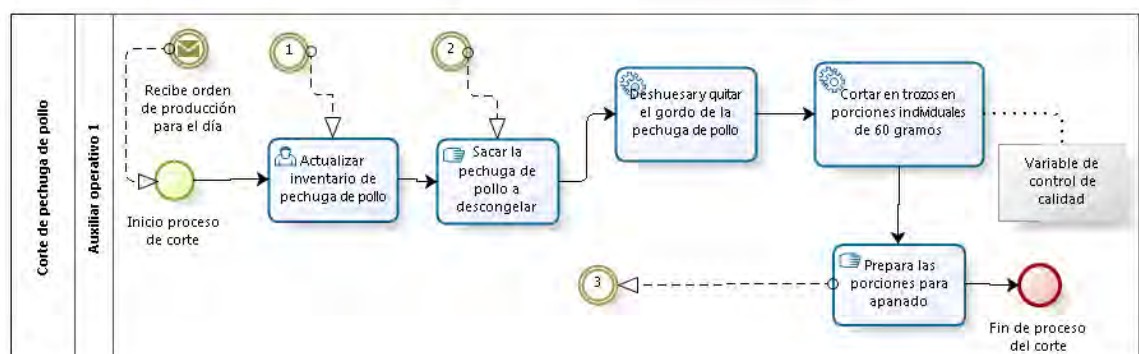 Corte de pechuga de pollo
Auxiliar operativo 1
Recibe orden
de producción
para el día
Inicio proceso
de corte
1
Actualizar
inventario de
pechuga de pollo
2
Sacar la
pechuga de
pollo a
descongelar
Deshuesar y quitar
el gordo de la
pechuga de pollo
Cortar en trozos en
porciones individuales
de 60 gramos
Variable de
control de
calidad
Prepara las
porciones para
apanado
3
Fin de proceso
del corte